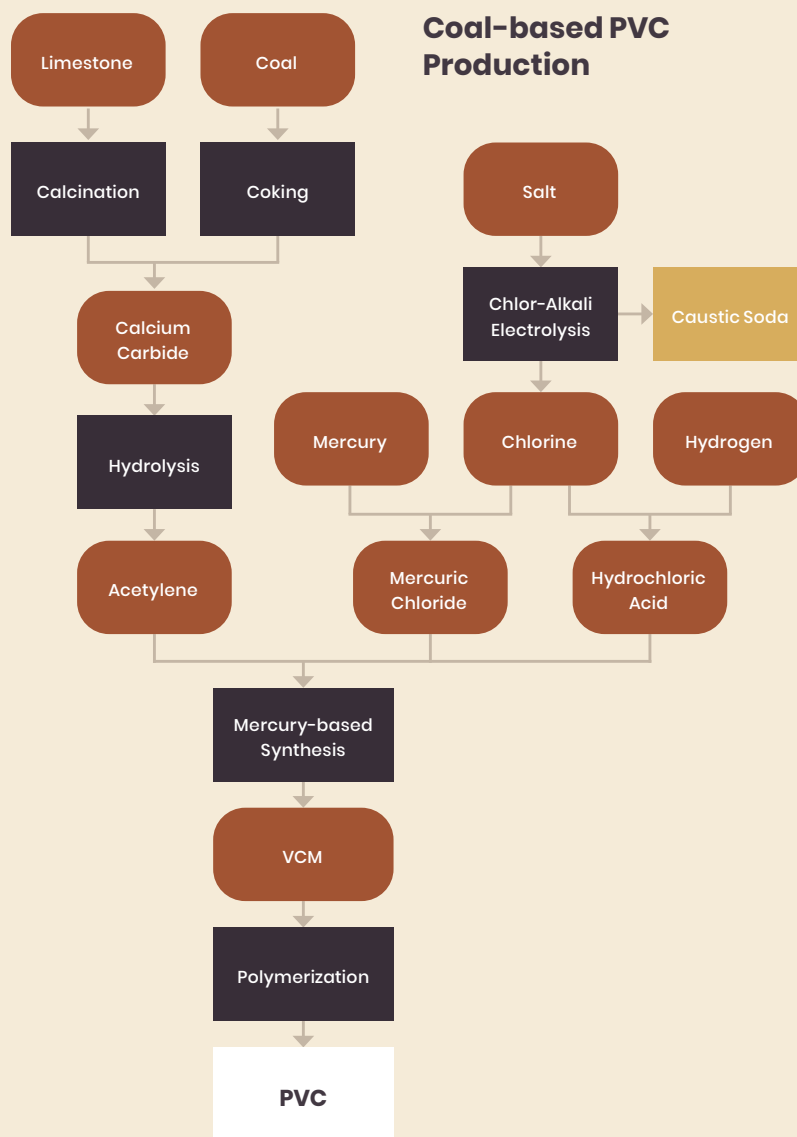 Coal-based PVC
Production
Limestone
Coal
Calcination
Coking
Salt
Chlor-Alkali
Electrolysis
Caustic Soda
Calcium
Carbide
Hydrolysis
Mercury
Chlorine
Hydrogen
Acetylene
Mercuric
Chloride
Hydrochloric
Acid
Mercury-based
Synthesis
VCM
Polymerization
PVC